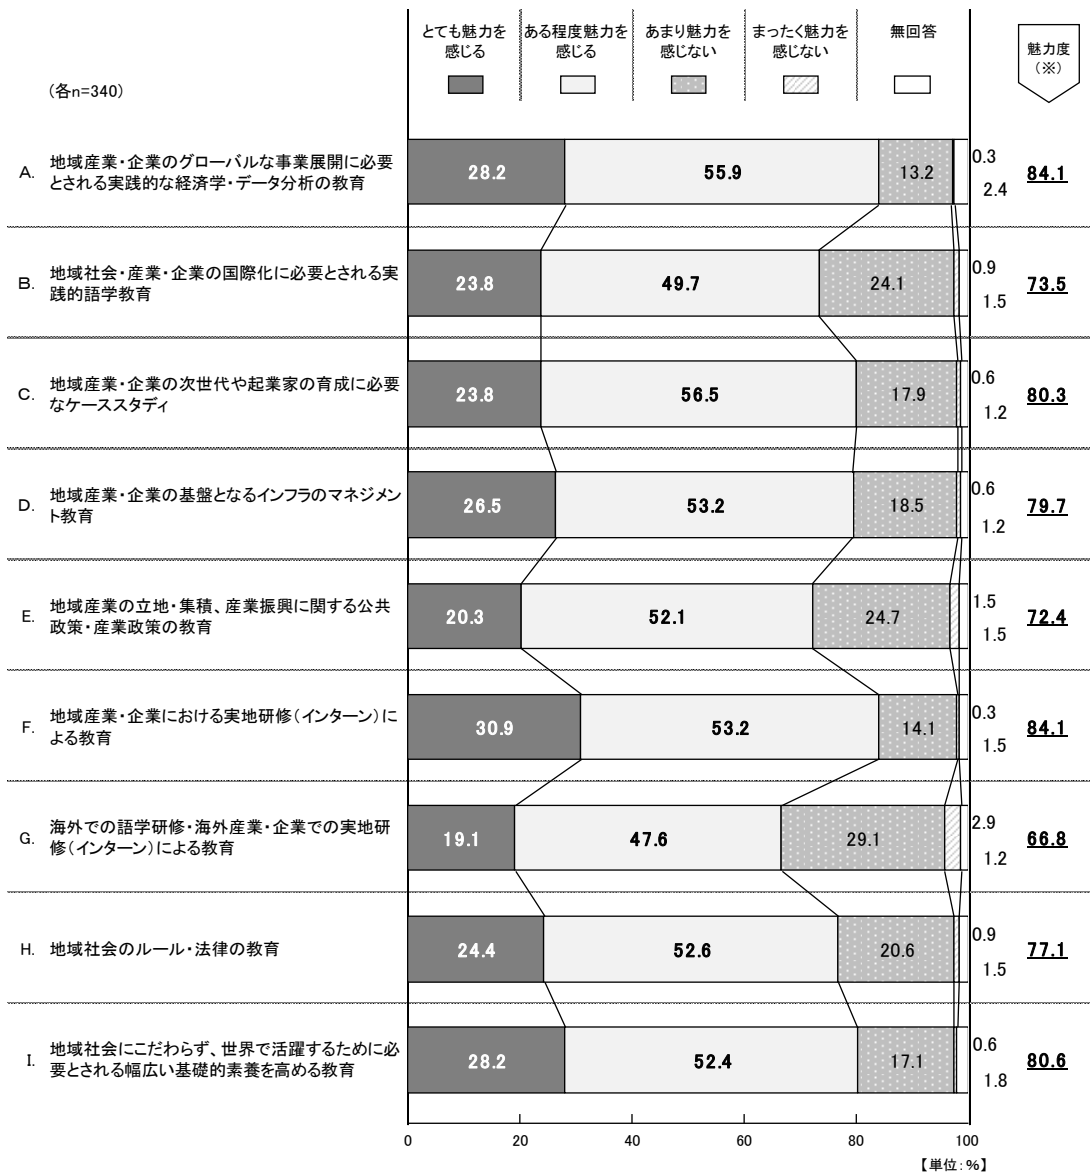 とても魅力を
感じる
ある程度魅力を
感じる
あまり魅力を
感じない
まったく魅力を
感じない
無回答
魅力度
(※)
(各n=340)
A. 地域産業・企業のグローバルな事業展開に必要
とされる実践的な経済学・データ分析の教育
28.2 55.9 13.2 0.3 2.4 84.1
B. 地域社会・産業・企業の国際化に必要とされる実
践的語学教育
23.8 49.7 24.1 0.9 1.5 73.5
C. 地域産業・企業の次世代や起業家の育成に必要
なケーススタディ
23.8 56.5 17.9 0.6 1.2 80.3
D. 地域産業・企業の基盤となるインフラのマネジメン
ト教育
26.5 53.2 18.5 0.6 1.2 79.7
E. 地域産業の立地・集積、産業振興に関する公共
政策・産業政策の教育
20.3 52.1 24.7 1.5 1.5 72.4
F. 地域産業・企業における実地研修(インターン)に
よる教育
30.9 53.2 14.1 0.3 1.5 84.1
G. 海外での語学研修・海外産業・企業での実地研
修(インターン)による教育
19.1 47.6 29.1 2.9 1.2 66.8
H. 地域社会のルール・法律の教育
24.4 52.6 20.6 0.9 1.5 77.1
I. 地域社会にこだわらず、世界で活躍するために必
要とされる幅広い基礎的素養を高める教育
28.2 52.4 17.1 0.6 1.8 80.6
0 20 40 60 80 100
【単位:%】